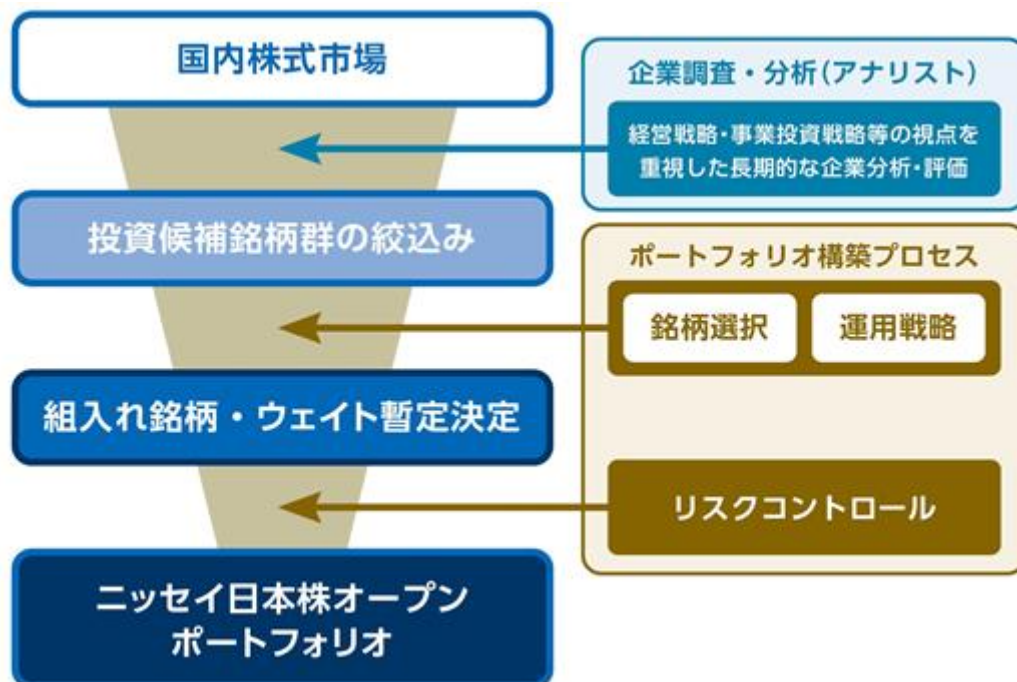 国内株式市場
企業調査・分析(アナリスト)
経営戦略・事業投資戦略等の視点を
重視した長期的な企業分析・評価
投資候補銘柄群の絞込み
ポートフォリオ構築プロセス
銘柄選択
運用戦略
組入れ銘柄・ウェイト暫定決定
リスクコントロール
ニッセイ日本株オープン
ポートフォリオ